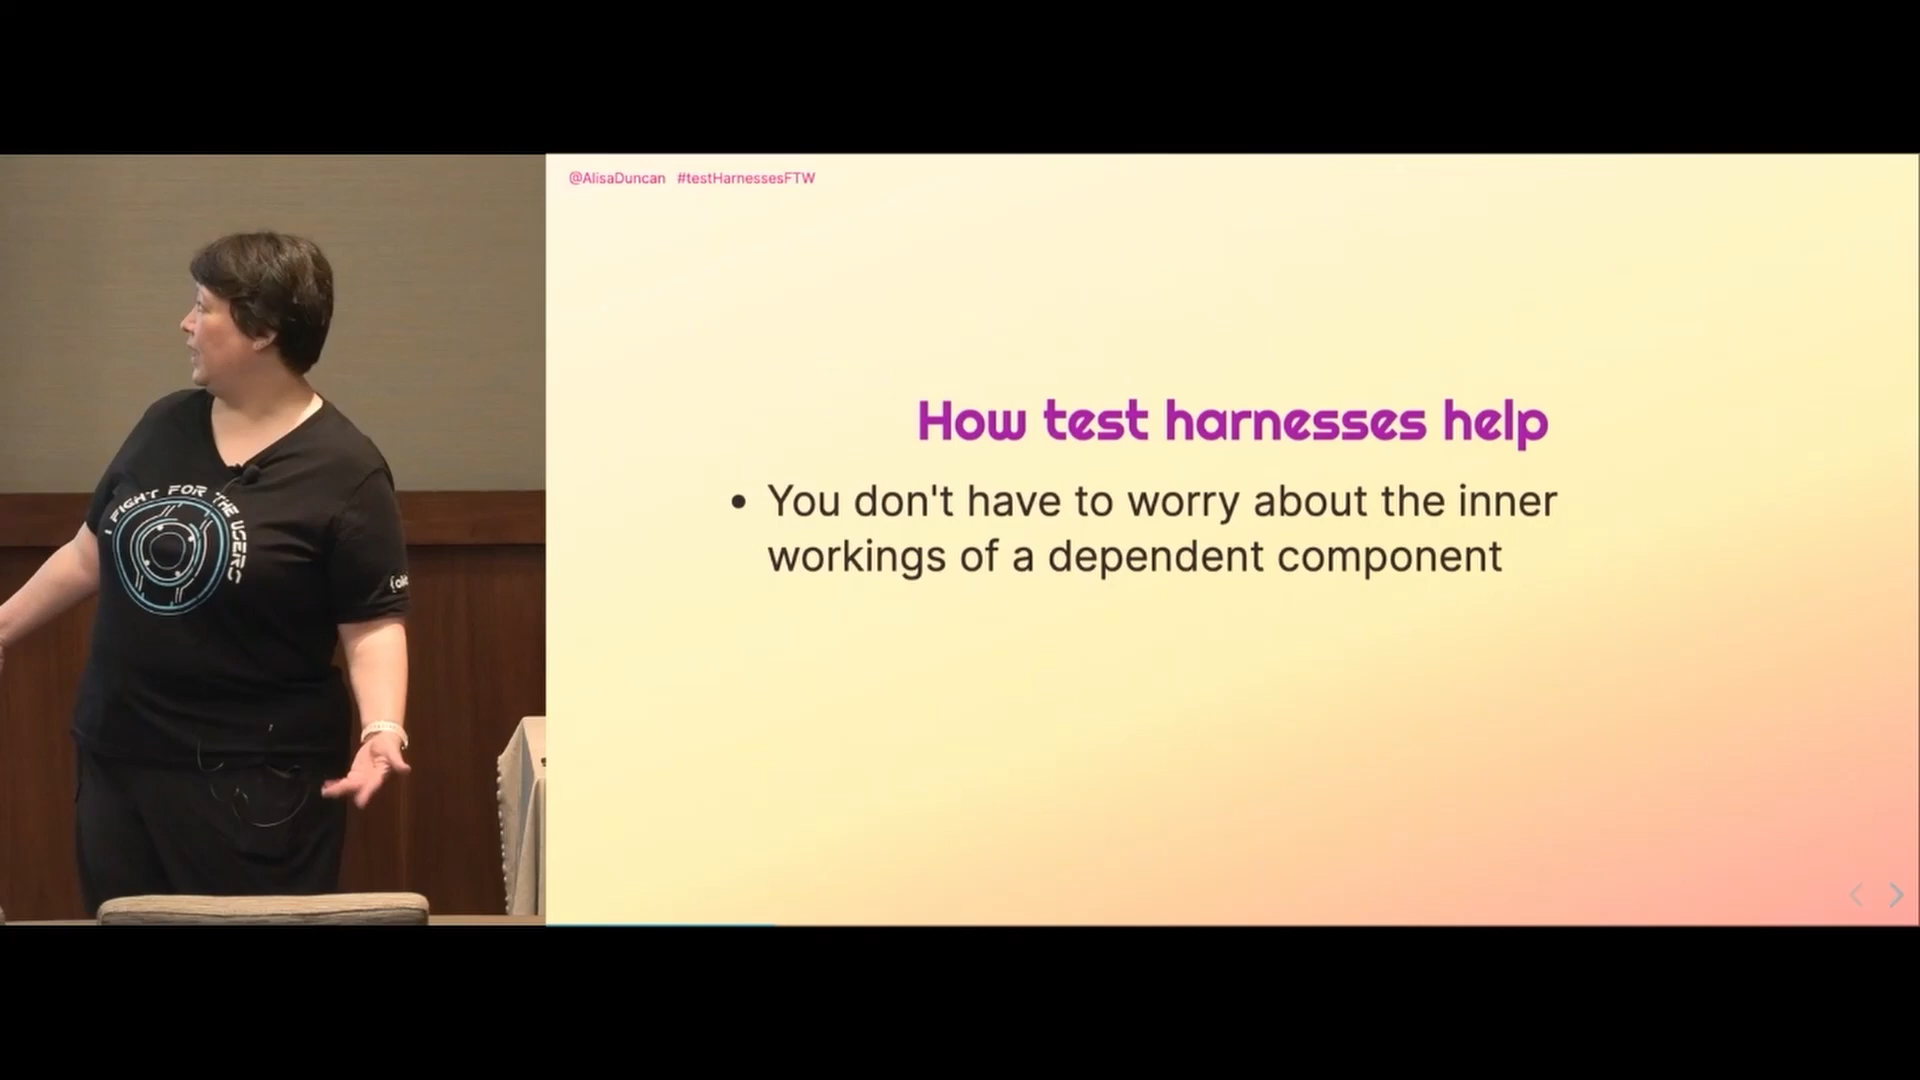 @AlisaDuncan #testHarnessesFTW
How test harnesses help
• You don't have to worry about the inner
workings of a dependent component
I FIGHT FOR THE USERS